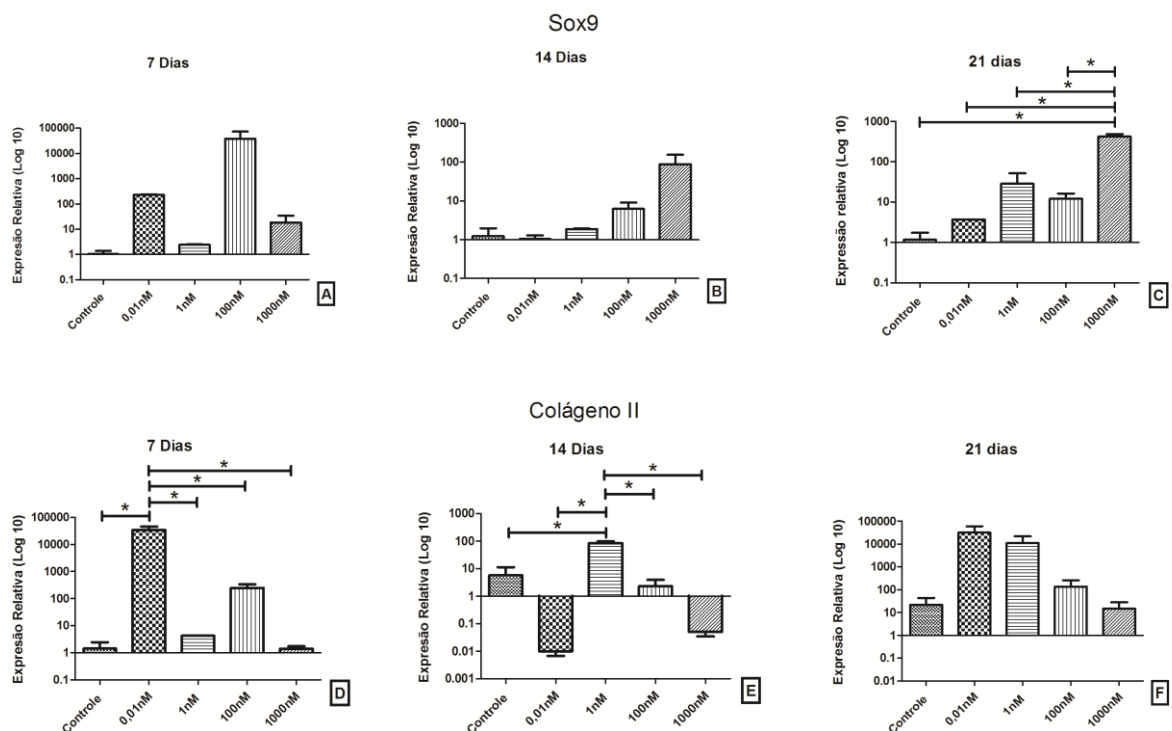 Sox9
7 Dias
Expresão Relativa (Log 10)
100000
10000
1000
100
10
1
0.1
Controle
0,01nM
1nM
100nM
1000nM
A
14 Dias
Expresão Relativa (Log 10)
1000
100
10
1
0.1
Controle
0,01nM
1nM
100nM
1000nM
B
21 dias
* 
*
*
*
Expressão relativa (Log 10)
1000
100
10
1
0.1
Controle
0,01nM
1nM
100nM
1000nM
C
Colágeno II
7 Dias
*
*
*
*
Expresão Relativa (Log 10)
100000
10000
1000
100
10
1
0.1
Controle
0,01nM
1nM
100nM
1000nM
D
14 Dias
*
*
*
*
Expresão Relativa (Log 10)
1000
100
10
1
0.1
0.01
0.001
Controle
0,01nM
1nM
100nM
1000nM
E
21 dias
Expresão Relativa (Log 10)
100000
10000
1000
100
10
1
0.1
0.01
Controle
0,01nM
1nM
100nM
1000nM
F